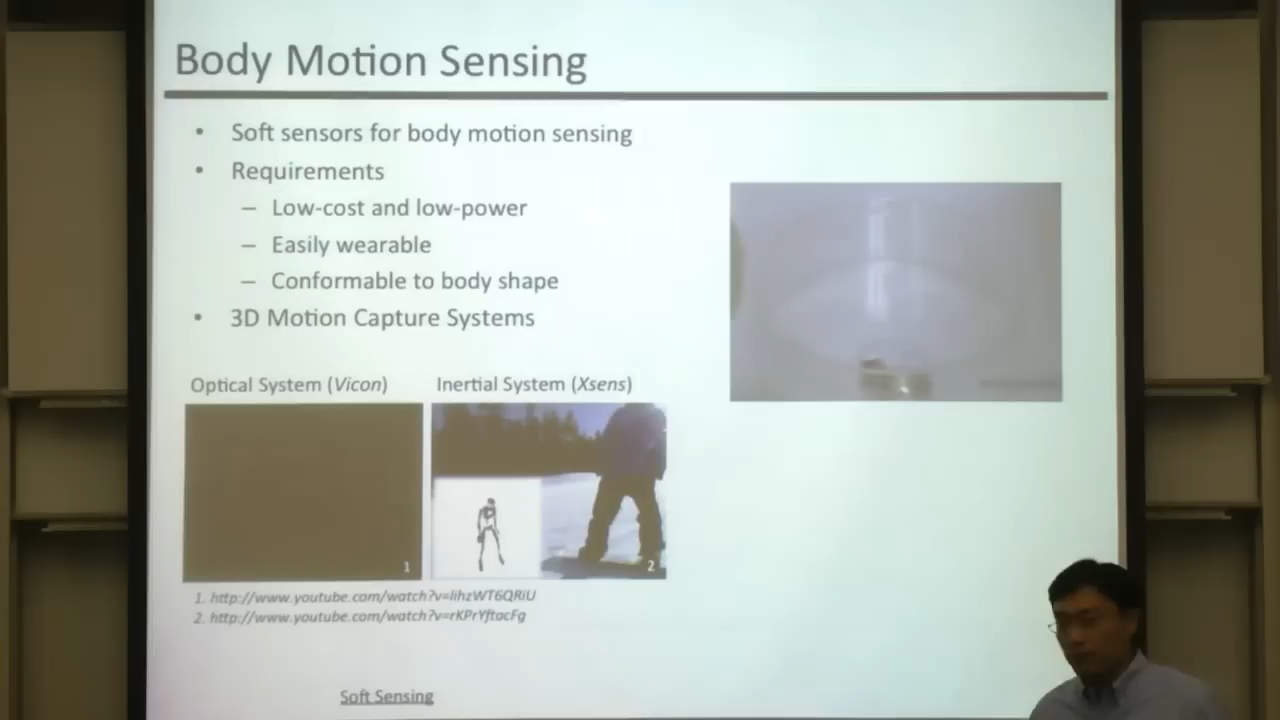 Body Motion Sensing
• Soft sensors for body motion sensing
• Requirements
– Low-cost and low-power
– Easily wearable
– Conformable to body shape
• 3D Motion Capture Systems
Optical System (Vicon)
Inertial System (Xsens)
1
2
1. http://www.youtube.com/watch?v=lihzWT6QRiU
2. http://www.youtube.com/watch?v=rKPrYftacFg
Soft Sensing